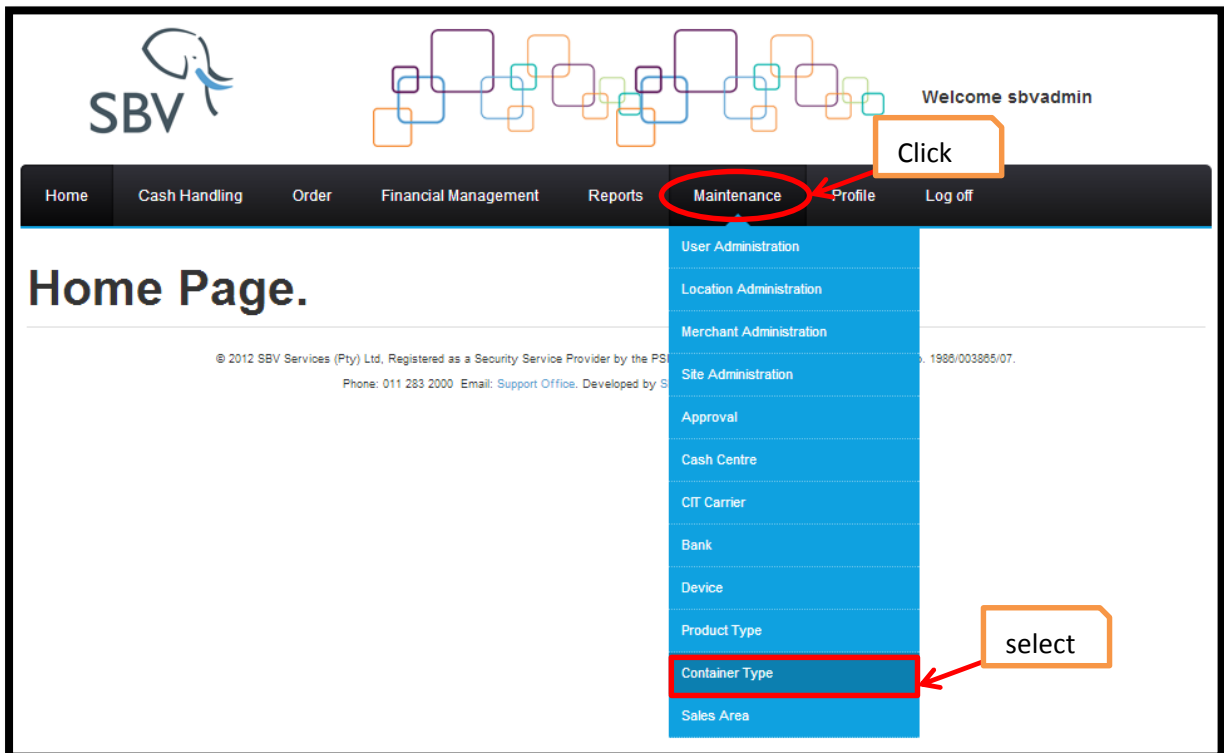 SBV
Welcome sbvadmin
Click
Home Cash Handling Order Financial Management Reports Maintenance Profile Log off
User Administration
Home Page.
Location Administration
Merchant Administration
© 2012 SBV Services (Pty) Ltd, Registered as a Security Service Provider by the PSI . 1986/003865/07.
Site Administration
Phone: 011 283 2000 Email: Support Office. Developed by S
Approval
Cash Centre
CIT Carrier
Bank
Device
Product Type
select
Container Type
Sales Area